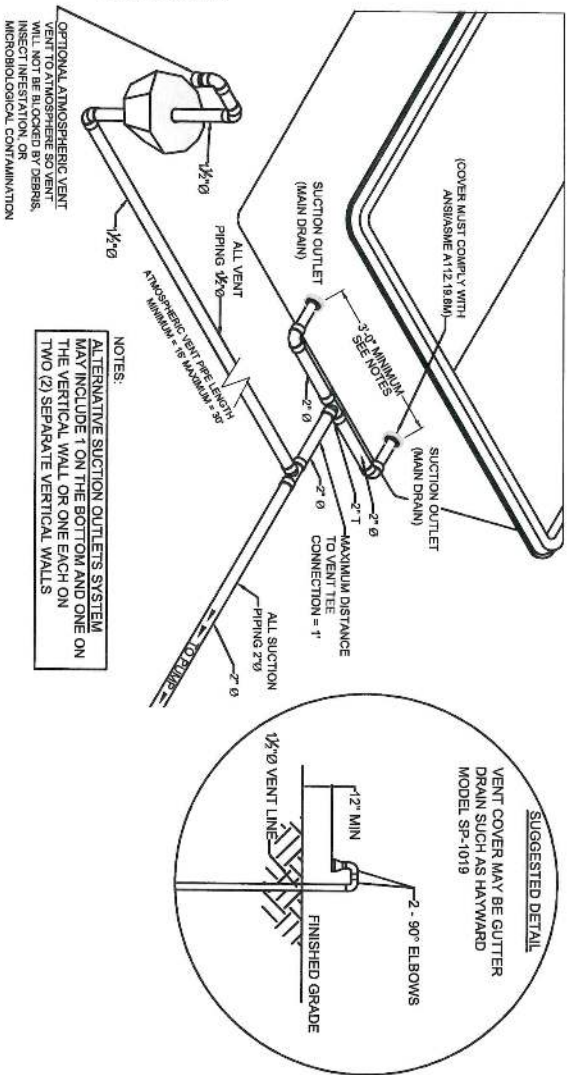 (COVER MUST COMPLY WITH
ANSI/ASME A112.19.8M)
SUCTION OUTLET
(MAIN DRAIN)
3'-0" MINIMUM
SEE NOTES
SUCTION OUTLET
(MAIN DRAIN)
2" Ø
2" T
2" Ø
2" Ø
MAXIMUM DISTANCE
TO VENT TEE
CONNECTION = 1'
ALL SUCTION
PIPING 2"Ø
2" Ø
TO PUMP
1½"Ø
ALL VENT
PIPING 1½"Ø
ATMOSPHERIC VENT PIPE LENGTH
MINIMUM = 16' MAXIMUM = 30'
1½"Ø
OPTIONAL ATMOSPHERIC VENT
VENT TO ATMOSPHERE SO VENT
WILL NOT BE BLOCKED BY DEBRIS,
INSECT INFESTATION, OR
MICROBIOLOGICAL CONTAMINATION
NOTES:
ALTERNATIVE SUCTION OUTLETS SYSTEM
MAY INCLUDE 1 ON THE BOTTOM AND ONE ON
THE VERTICAL WALL OR ONE EACH ON
TWO (2) SEPARATE VERTICAL WALLS
SUGGESTED DETAIL
VENT COVER MAY BE GUTTER
DRAIN SUCH AS HAYWARD
MODEL SP-1019
2 - 90° ELBOWS
12" MIN
FINISHED GRADE
1½"Ø VENT LINE